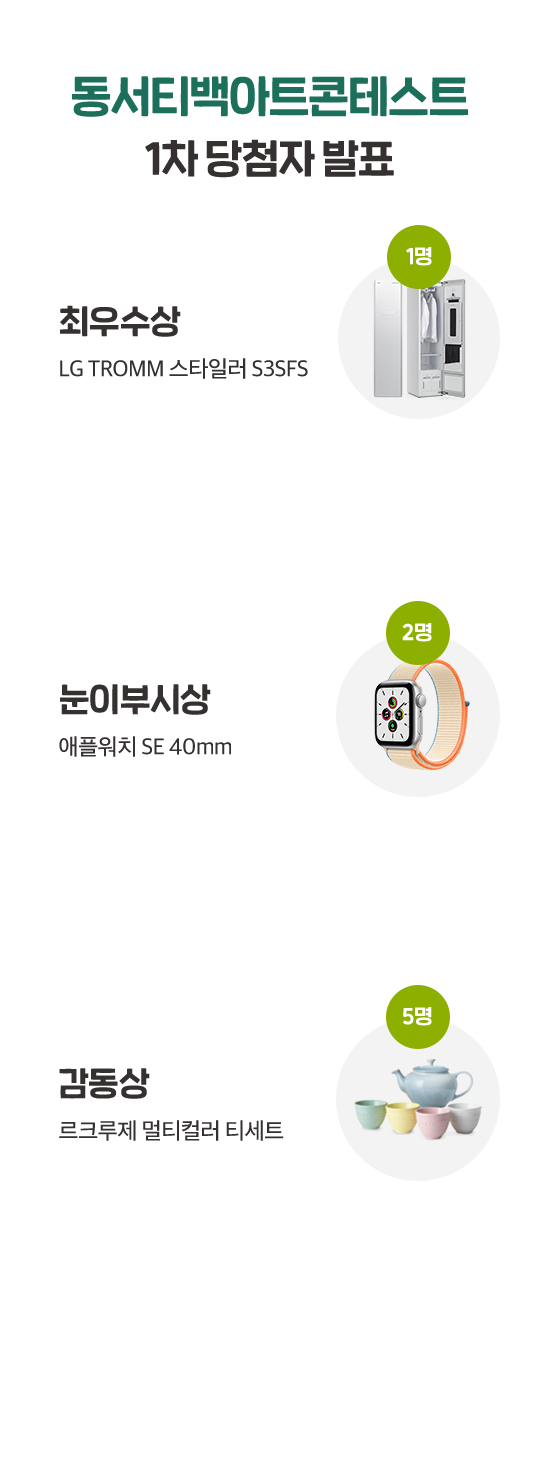 동서티백아트콘테스트
1차 당첨자 발표
1명
최우수상
LG TROMM 스타일러 S3SFS
2명
눈이부시상
애플워치 SE 40mm
5명
감동상
르크루제 멀티컬러 티세트